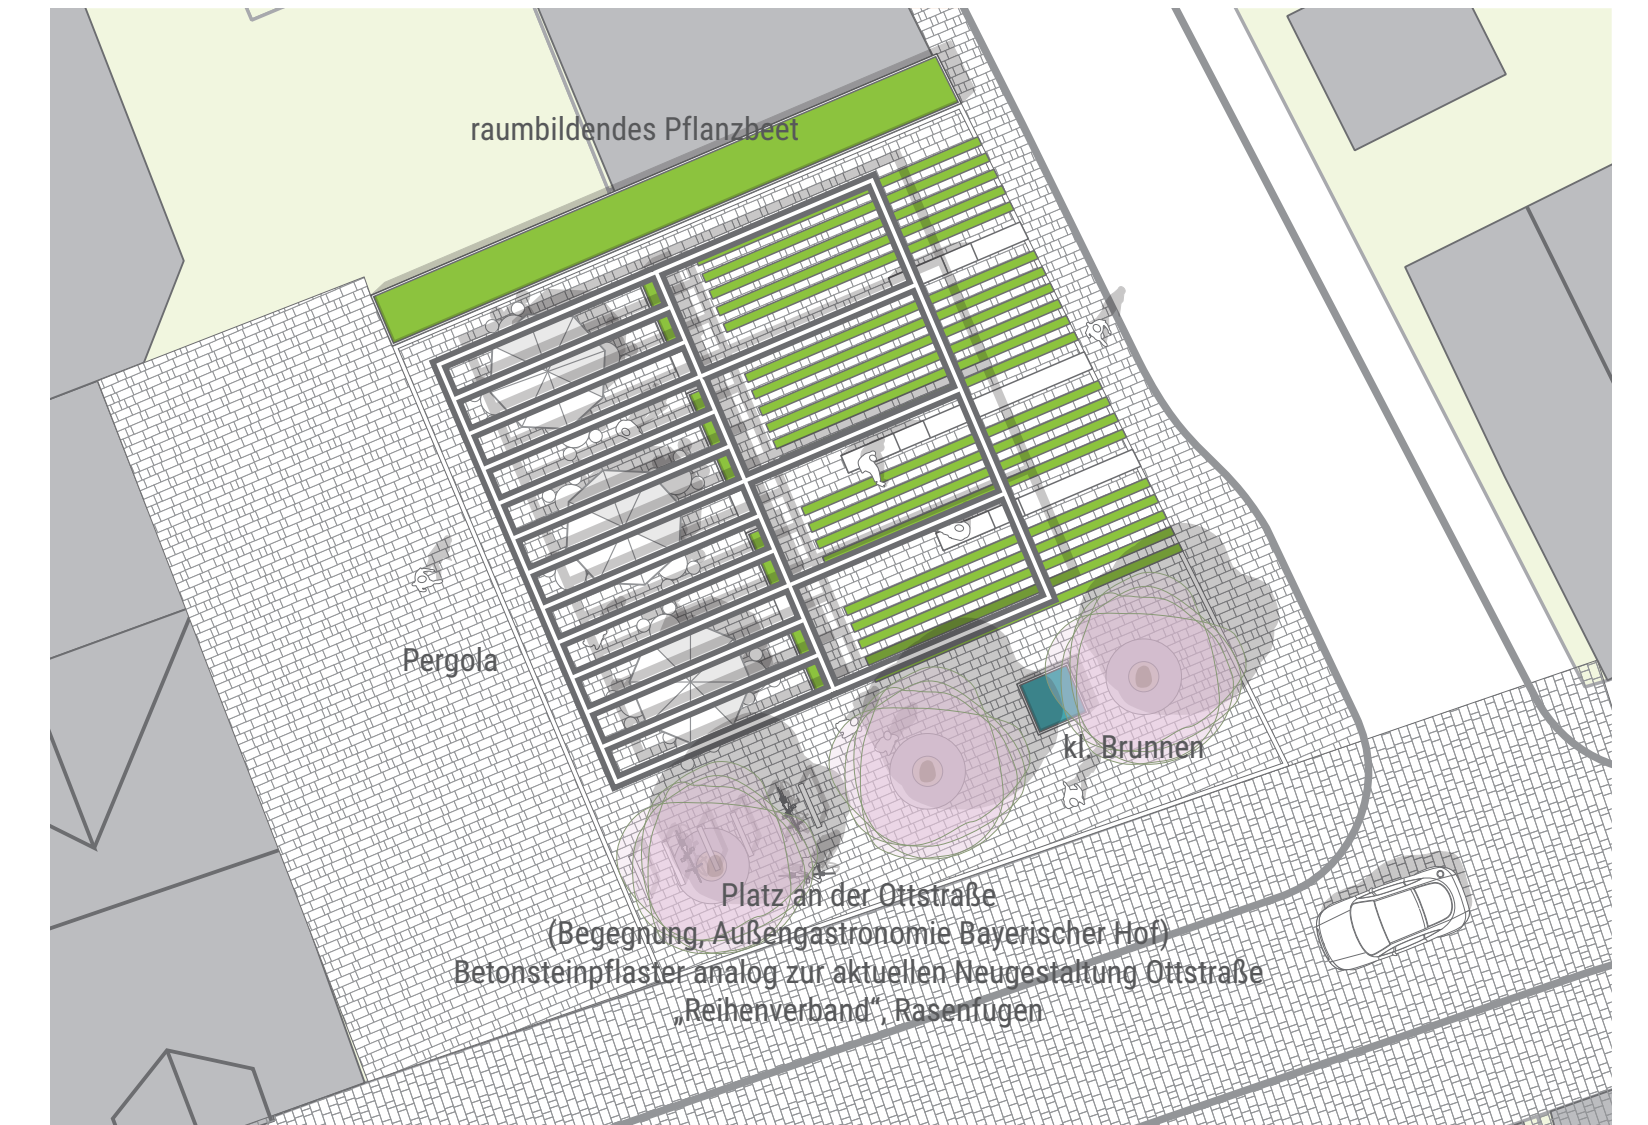 raumbildendes Pflanzbeet
Pergola
kl. Brunnen
Platz an der Ottstraße
(Begegnung, Außengastronomie Bayerischer Hof)
Betonsteinpflaster analog zur aktuellen Neugestaltung Ottstraße
„Reihenverband“, Rasenfugen